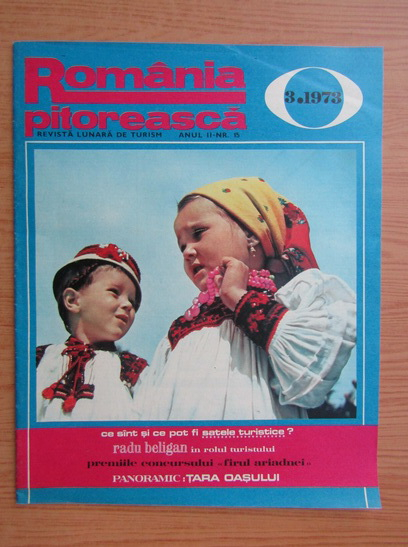 România
pitorească
REVISTĂ LUNARĂ DE TURISM ANUL II-NR. 15
3.1973
ce sînt și ce pot fi satele turistice ?
radu beligan în rolul turistului
premiile concursului «firul ariadnei»
PANORAMIC : ȚARA OAȘULUI